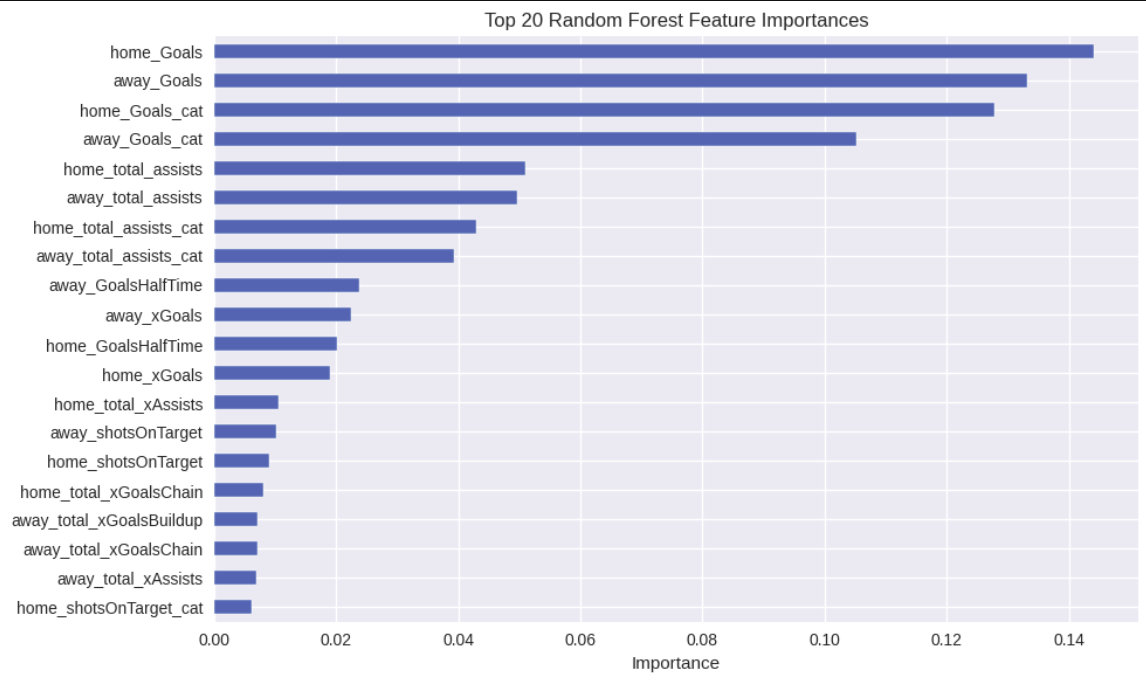 Top 20 Random Forest Feature Importances
home_Goals
away_Goals
home_Goals_cat
away_Goals_cat
home_total_assists
away_total_assists
home_total_assists_cat
away_total_assists_cat
away_GoalsHalfTime
away_xGoals
home_GoalsHalfTime
home_xGoals
home_total_xAssists
away_shotsOnTarget
home_shotsOnTarget
home_total_xGoalsChain
away_total_xGoalsBuildup
away_total_xGoalsChain
away_total_xAssists
home_shotsOnTarget_cat
0.00 0.02 0.04 0.06 0.08 0.10 0.12 0.14
Importance